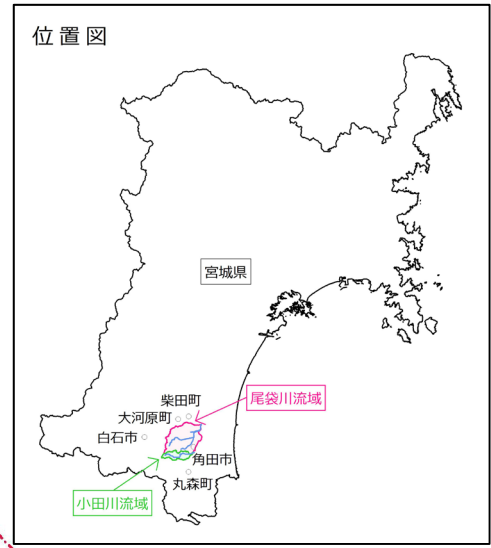 位置図
宮城県
柴田町
尾袋川流域
大河原町
白石市
角田市
丸森町
小田川流域